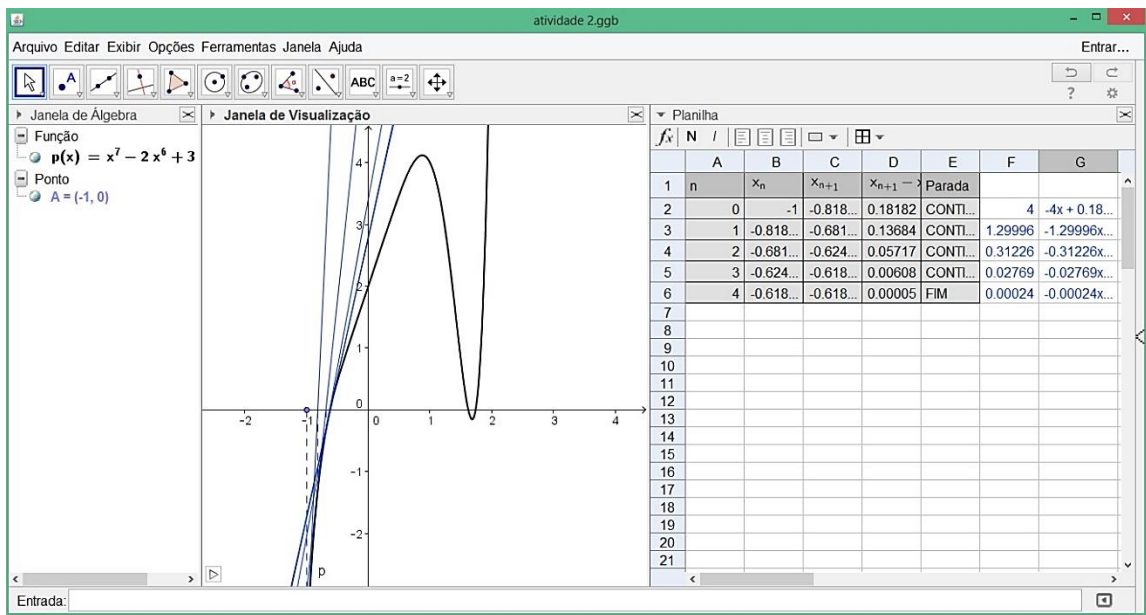 atividade 2.ggb
Arquivo Editar Exibir Opções Ferramentas Janela Ajuda Entrar...
ABC a=2
Janela de Álgebra
Função
p(x) = x⁷ − 2 x⁶ + 3
Ponto
A = (-1, 0)
Janela de Visualização
4
3
2
1
0
-2 -1 0 1 2 3 4
-1
-2
p
Planilha
fx N I
A B C D E F G
1 n xₙ xₙ₊₁ xₙ₊₁ − Parada
2 0 -1 -0.818... 0.18182 CONTI... 4 -4x + 0.18...
3 1 -0.818... -0.681... 0.13684 CONTI... 1.29996 -1.29996x...
4 2 -0.681... -0.624... 0.05717 CONTI... 0.31226 -0.31226x...
5 3 -0.624... -0.618... 0.00608 CONTI... 0.02769 -0.02769x...
6 4 -0.618... -0.618... 0.00005 FIM 0.00024 -0.00024x...
7
8
9
10
11
12
13
14
15
16
17
18
19
20
21
Entrada: